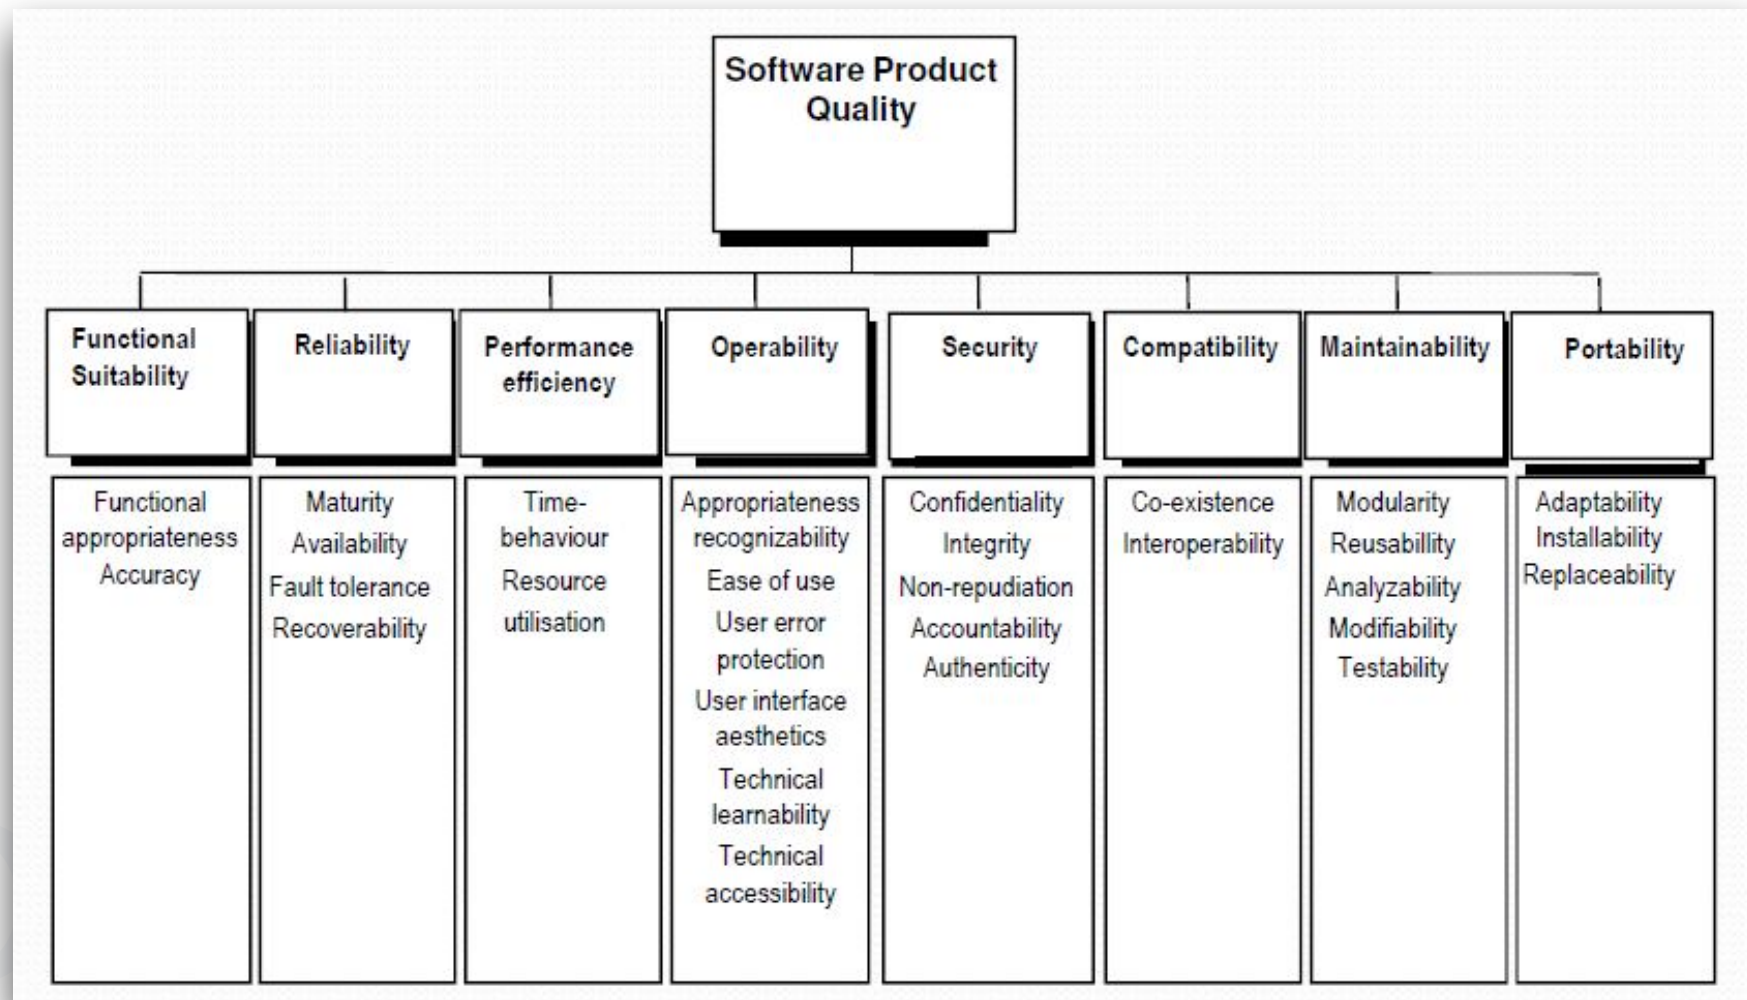 Software Product
Quality
Functional
Suitability
Reliability
Performance
efficiency
Operability
Security
Compatibility
Maintainability
Portability
Functional
appropriateness
Accuracy
Maturity
Availability
Fault tolerance
Recoverability
Time-
behaviour
Resource
utilisation
Appropriateness
recognizability
Ease of use
User error
protection
User interface
aesthetics
Technical
learnability
Technical
accessibility
Confidentiality
Integrity
Non-repudiation
Accountability
Authenticity
Co-existence
Interoperability
Modularity
Reusabillity
Analyzability
Modifiability
Testability
Adaptability
Installability
Replaceability